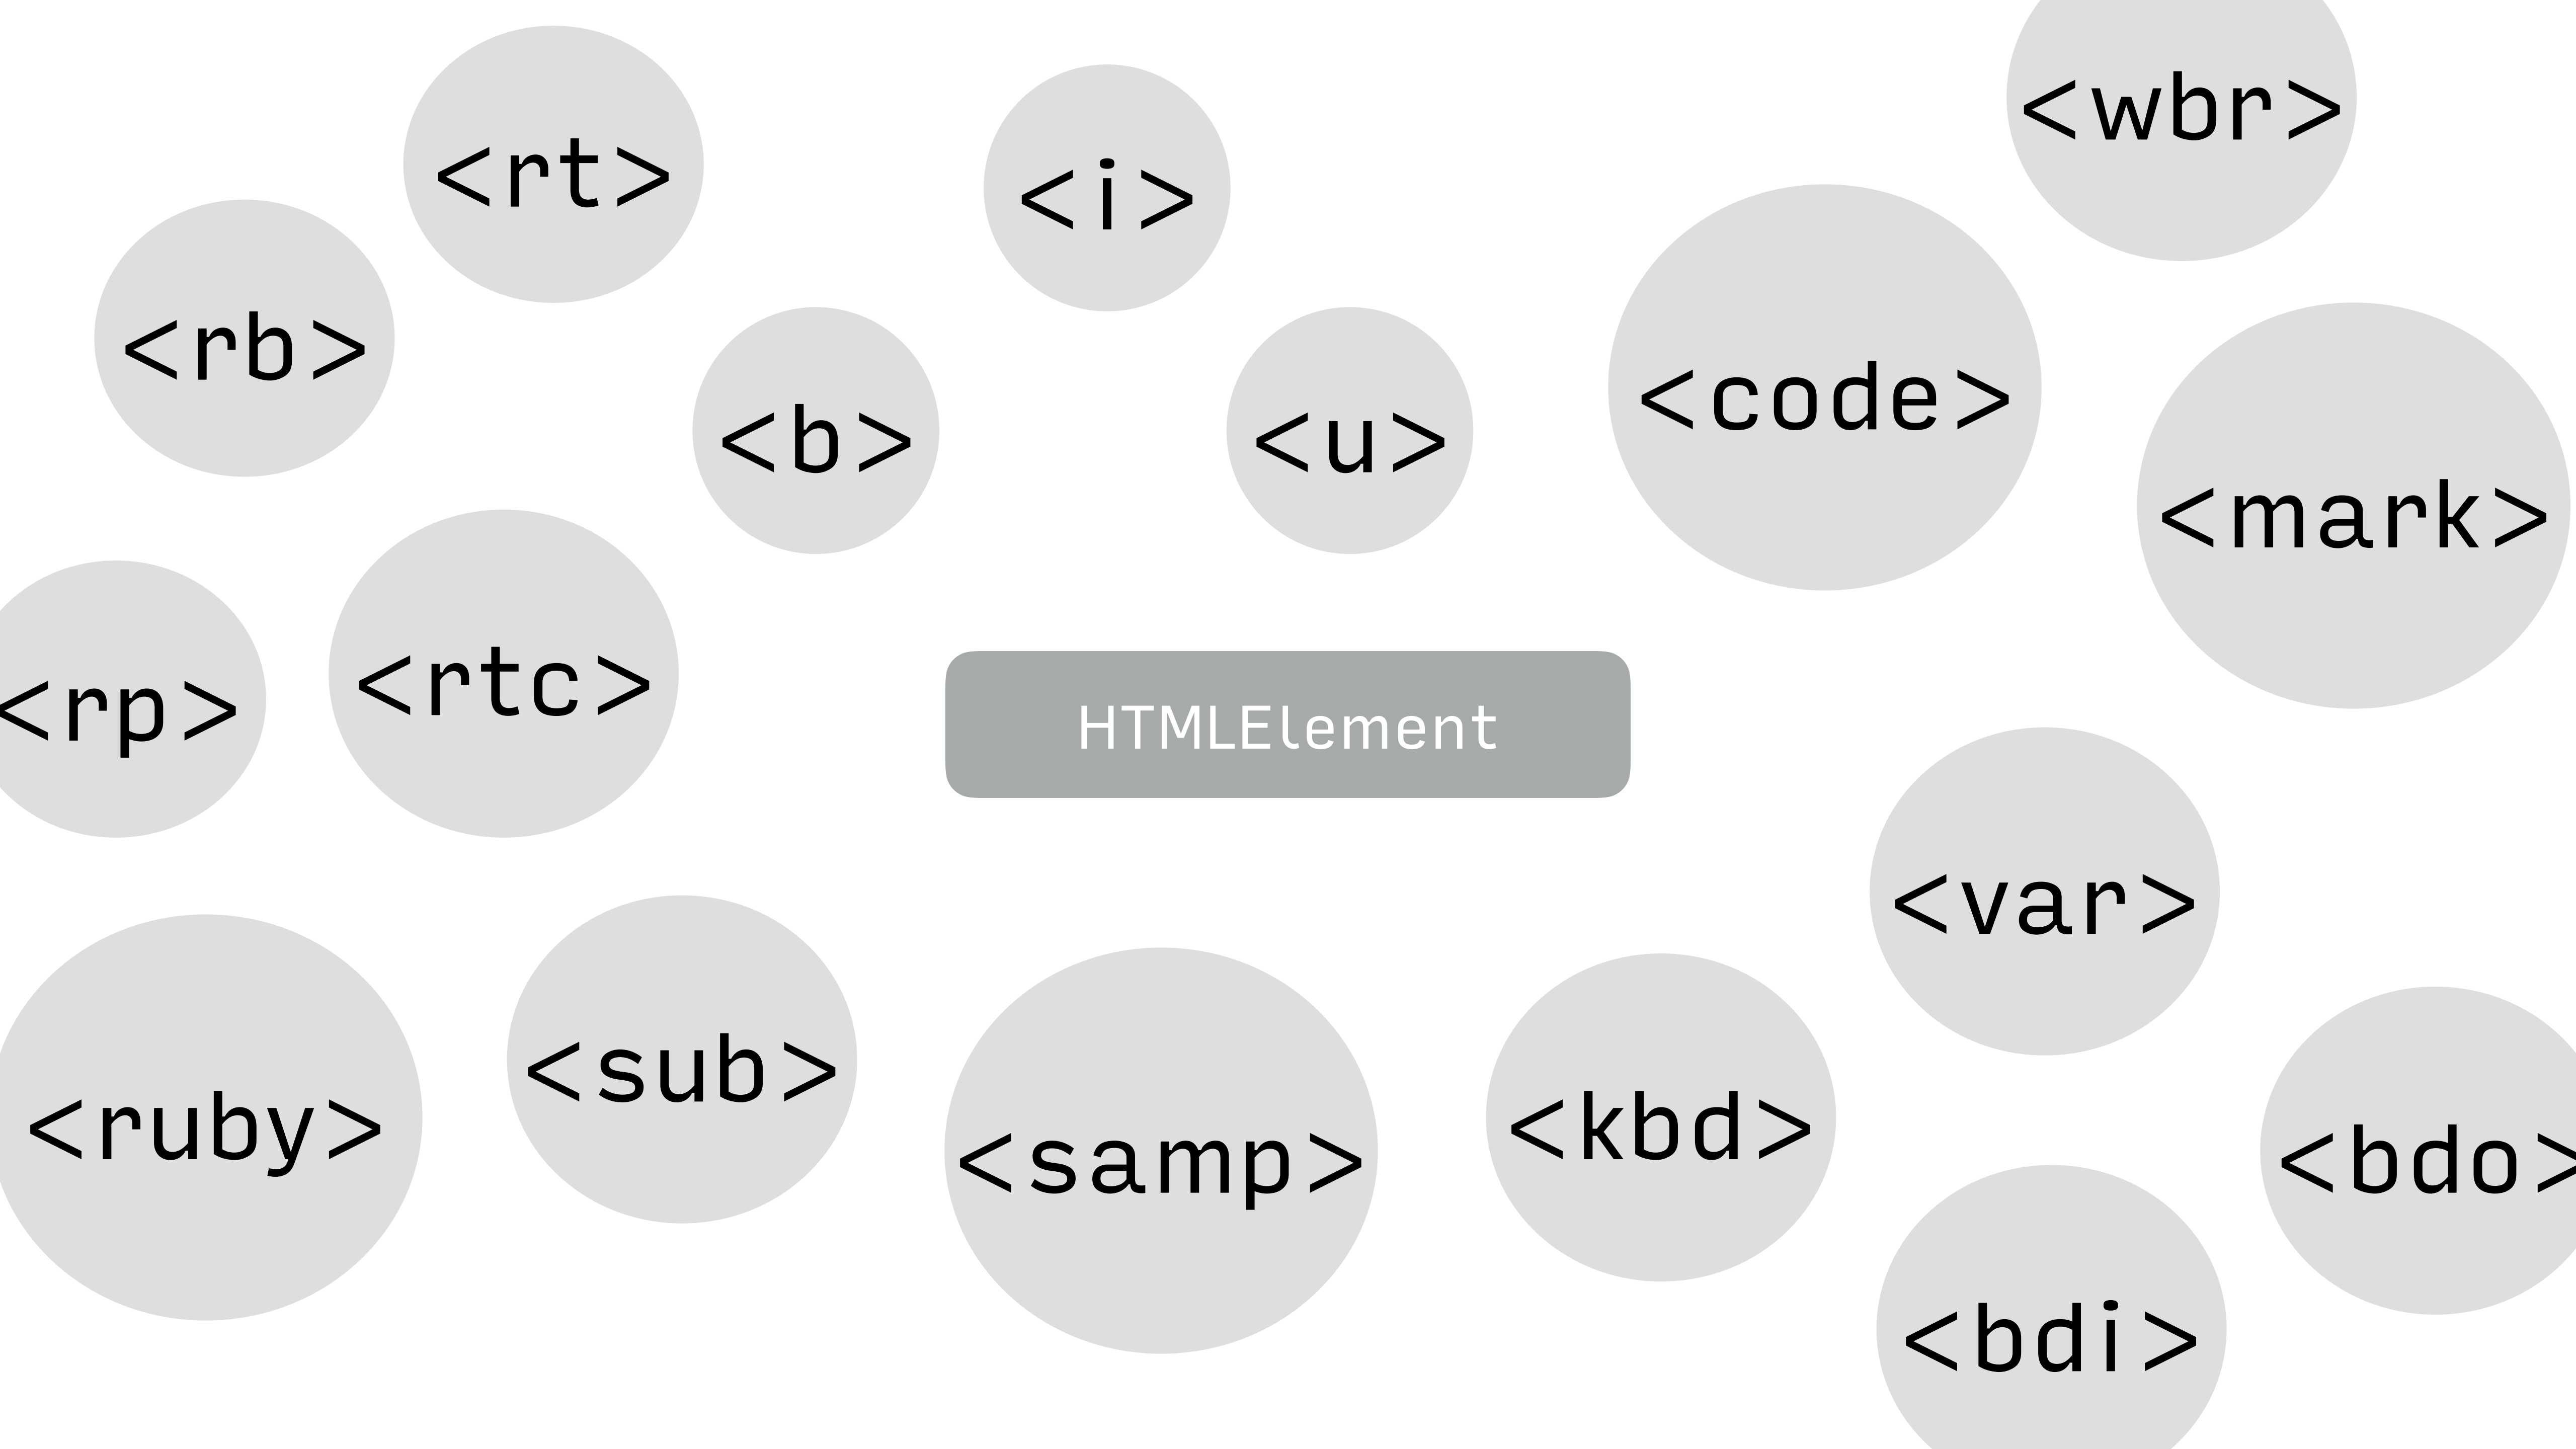 <wbr>
<rt>
<i>
<rb>
<code>
<b>
<u>
<mark>
<rtc>
<rp>
HTMLElement
<var>
<sub>
<ruby>
<kbd>
<samp>
<bdo>
<bdi>